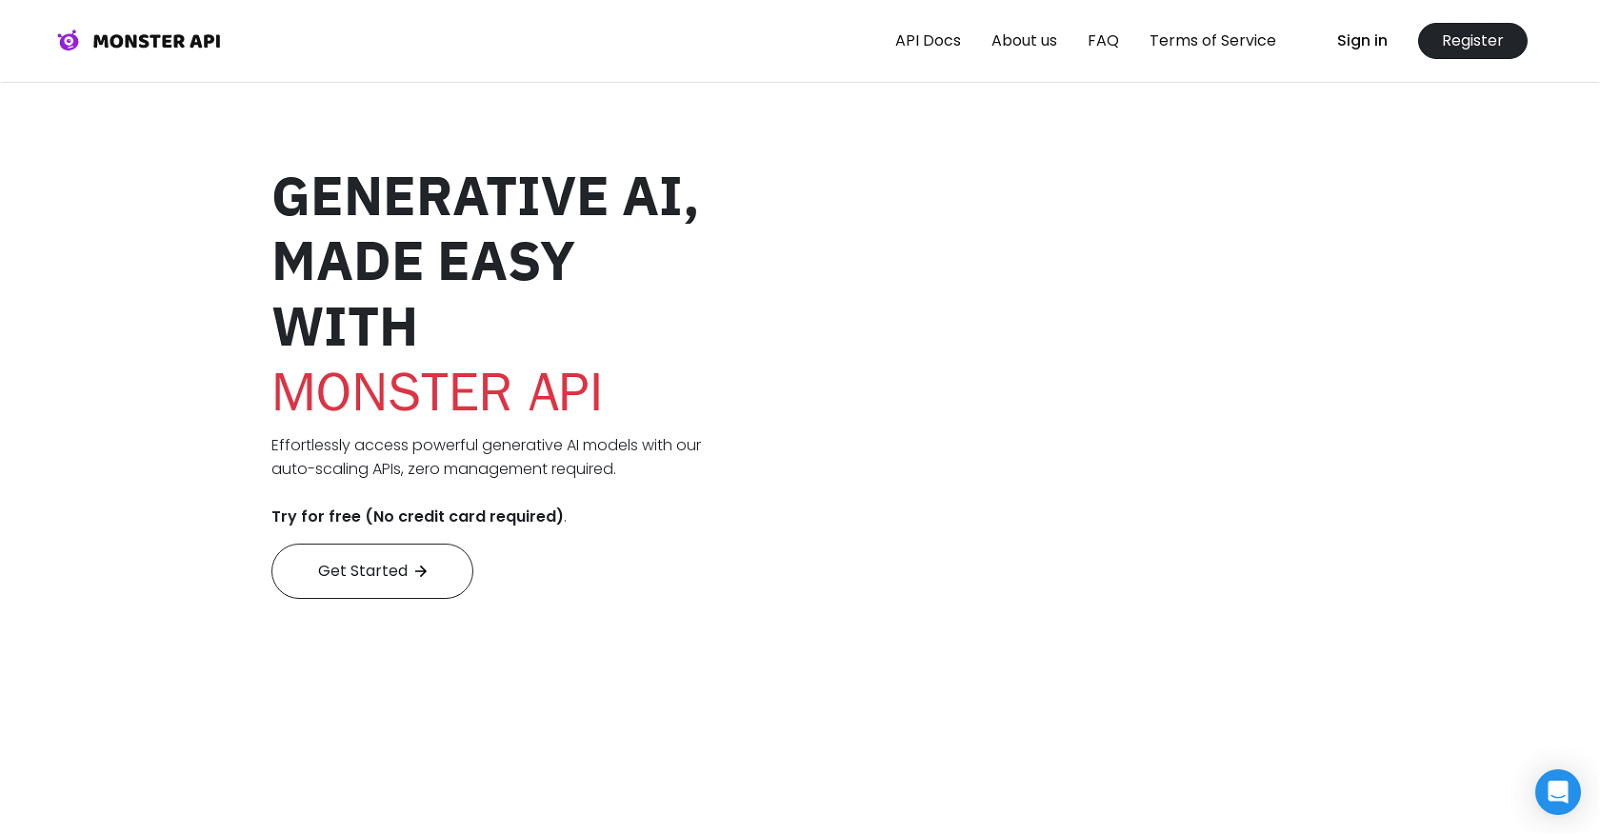 MONSTER API
API Docs
About us
FAQ
Terms of Service
Sign in
Register
GENERATIVE AI,
MADE EASY
WITH
MONSTER API
Effortlessly access powerful generative AI models with our
auto-scaling APIs, zero management required.
Try for free (No credit card required).
Get Started